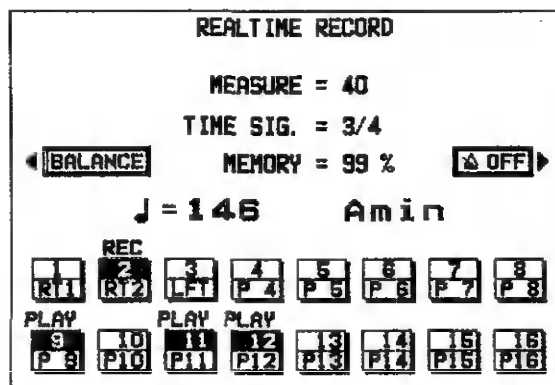 REALTIME RECORD
MEASURE = 40
TIME SIG. = 3/4
BALANCE MEMORY = 99 % OFF
♩=146 Amin
REC
1 2 3 4 5 6 7 8
RT1 RT2 LFT P 4 P 5 P 6 P 7 P 8
PLAY PLAY PLAY
9 10 11 12 13 14 15 16
P 9 P10 P11 P12 P13 P14 P15 P16